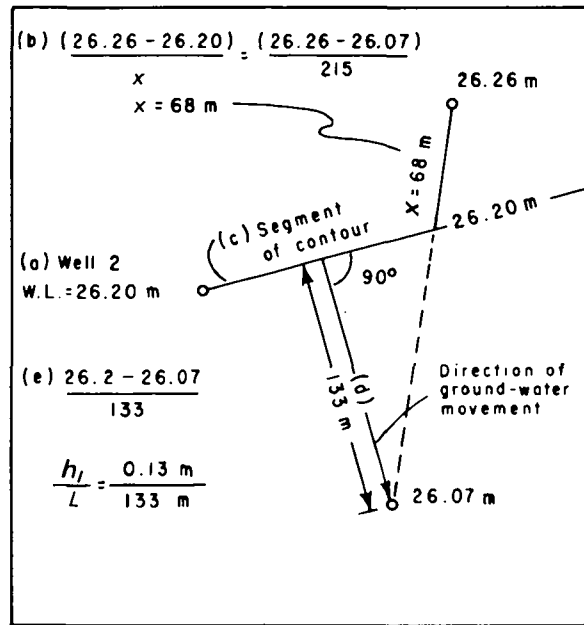 (b) (26.26 - 26.20) = (26.26 - 26.07)
x 215
x = 68 m
26.26 m
X = 68 m
26.20 m
(c) Segment
of contour
(a) Well 2
W.L. = 26.20 m
90°
(d)
133 m
Direction of
ground-water
movement
(e) 26.2 - 26.07
133
h₁ = 0.13 m
L 133 m
26.07 m